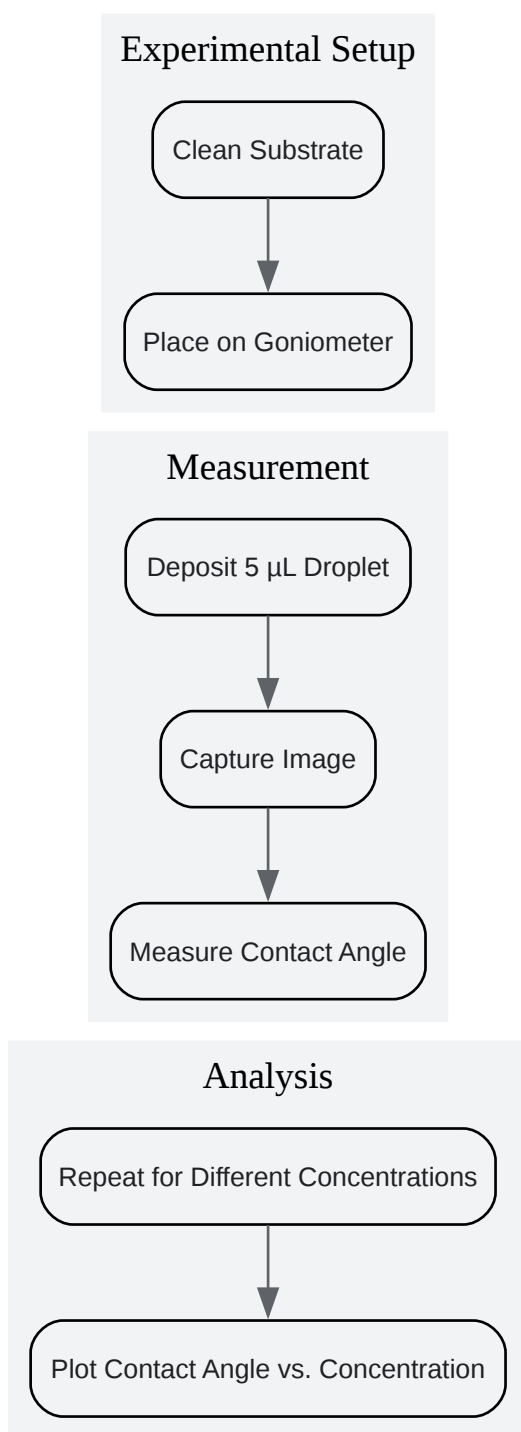 Experimental Setup
Clean Substrate
Place on Goniometer
Measurement
Deposit 5 µL Droplet
Capture Image
Measure Contact Angle
Analysis
Repeat for Different Concentrations
Plot Contact Angle vs. Concentration